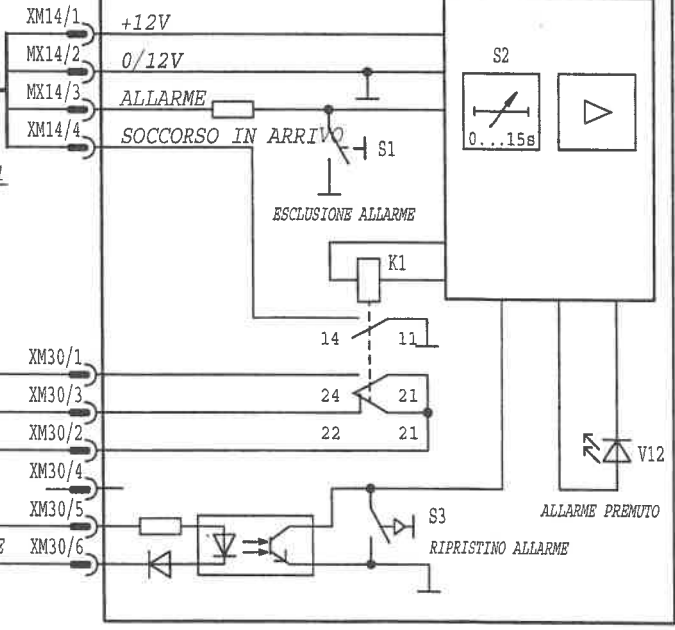 XM14/1
+12V
MX14/2
0/12V
S2
MX14/3
ALLARME
XM14/4
SOCCORSO IN ARRIVO
S1
0...15s
ESCLUSIONE ALLARME
K1
14 11
XM30/1
XM30/3
24 21
XM30/2
22 21
V12
XM30/4
XM30/5
S3
ALLARME PREMUTO
XM30/6
RIPRISTINO ALLARME